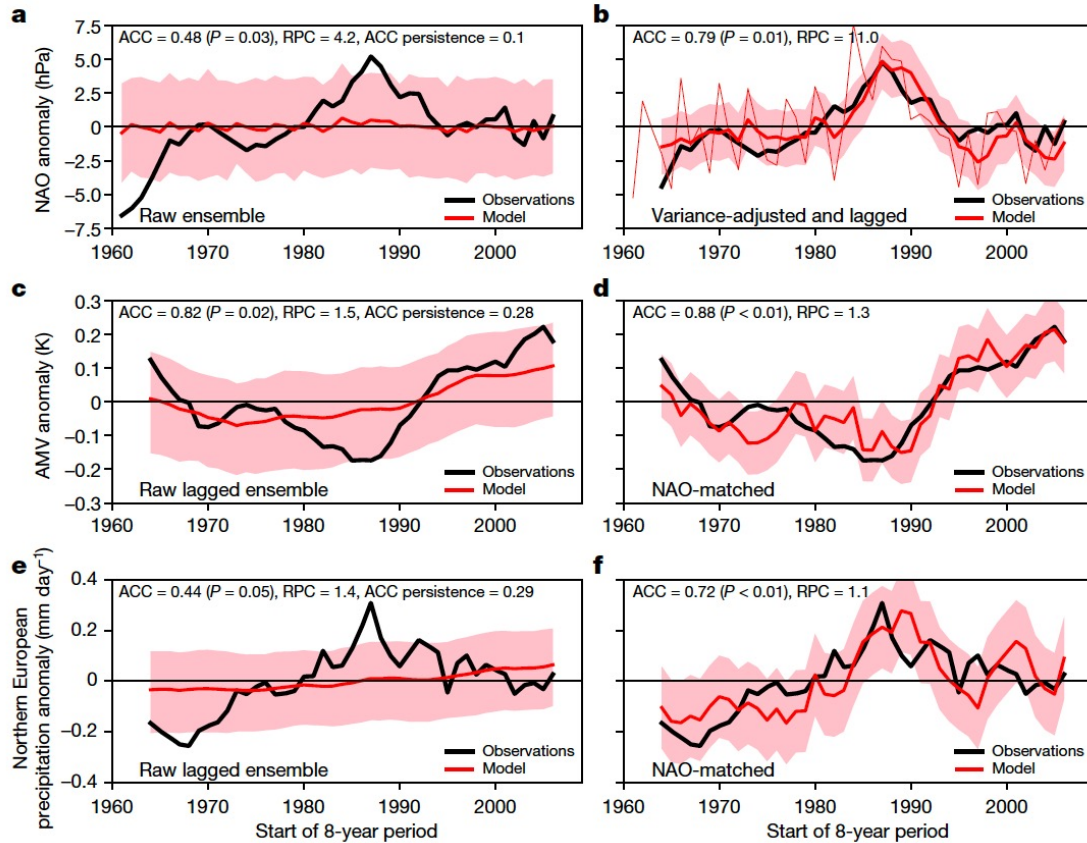 a
7.5
5.0
2.5
0
−2.5
−5.0
−7.5
NAO anomaly (hPa)
ACC = 0.48 (P = 0.03), RPC = 4.2, ACC persistence = 0.1
Raw ensemble
Observations
Model
1960 1970 1980 1990 2000
b
ACC = 0.79 (P = 0.01), RPC = 11.0
Observations
Model
Variance-adjusted and lagged
1960 1970 1980 1990 2000
c
0.3
0.2
0.1
0
−0.1
−0.2
−0.3
AMV anomaly (K)
ACC = 0.82 (P = 0.02), RPC = 1.5, ACC persistence = 0.28
Observations
Model
Raw lagged ensemble
1960 1970 1980 1990 2000
d
ACC = 0.88 (P < 0.01), RPC = 1.3
Observations
Model
NAO-matched
1960 1970 1980 1990 2000
e
0.4
0.2
0
−0.2
−0.4
Northern European
precipitation anomaly (mm day−1)
ACC = 0.44 (P = 0.05), RPC = 1.4, ACC persistence = 0.29
Observations
Model
Raw lagged ensemble
1960 1970 1980 1990 2000
Start of 8-year period
f
ACC = 0.72 (P < 0.01), RPC = 1.1
Observations
Model
NAO-matched
1960 1970 1980 1990 2000
Start of 8-year period